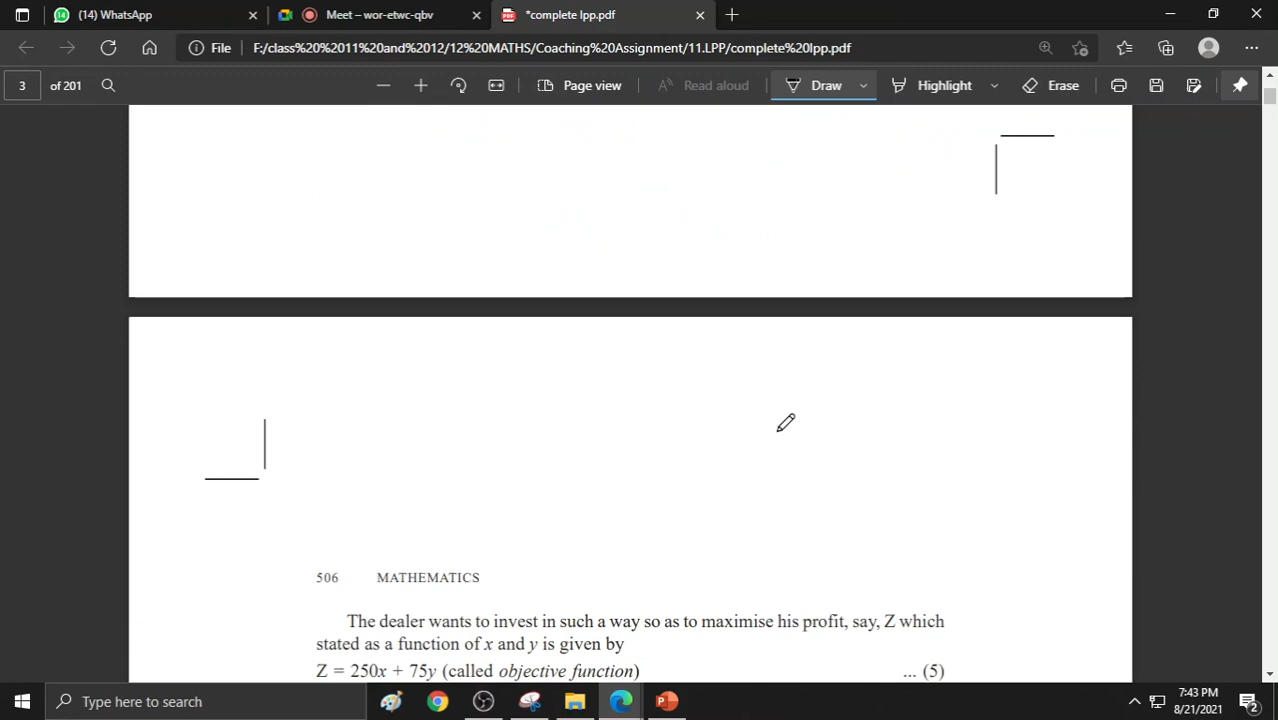 (14) WhatsApp
Meet – wor-etwc-qbv
*complete lpp.pdf
File
F:/class%20%2011%20and%2012/12%20MATHS/Coaching%20Assignment/11.LPP/complete%20lpp.pdf
3 of 201
Page view
Read aloud
Draw
Highlight
Erase
506 MATHEMATICS
The dealer wants to invest in such a way so as to maximise his profit, say, Z which
stated as a function of x and y is given by
Z = 250x + 75y (called objective function) ... (5)
Type here to search
7:43 PM
8/21/2021
2